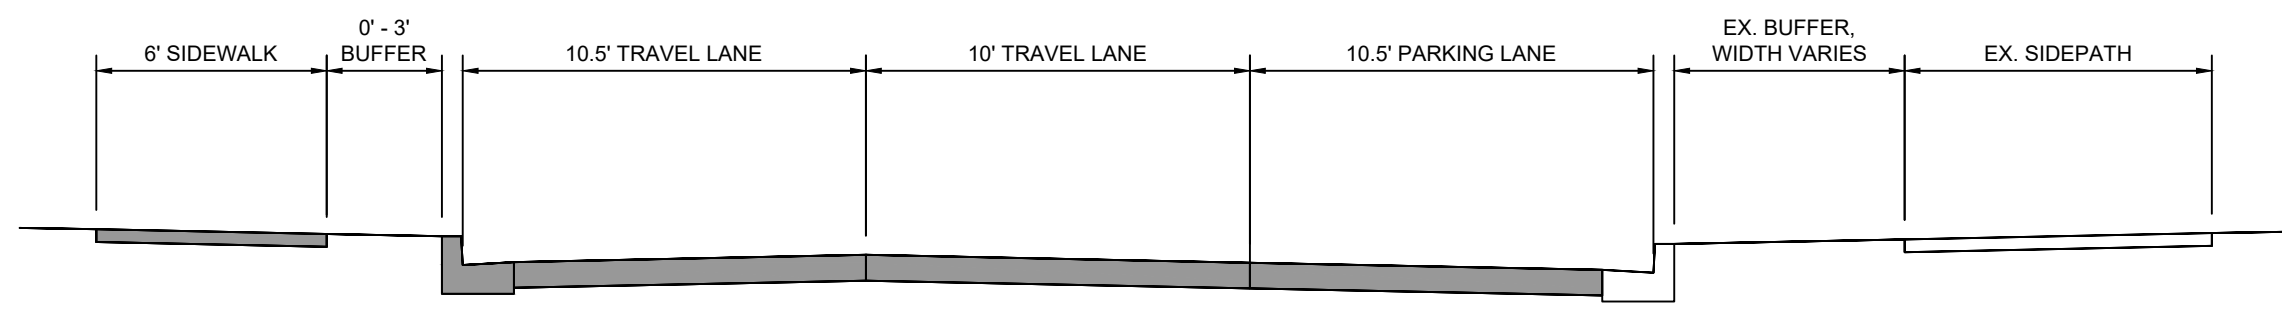 6' SIDEWALK
0' - 3'
BUFFER
10.5' TRAVEL LANE
10' TRAVEL LANE
10.5' PARKING LANE
EX. BUFFER,
WIDTH VARIES
EX. SIDEPATH